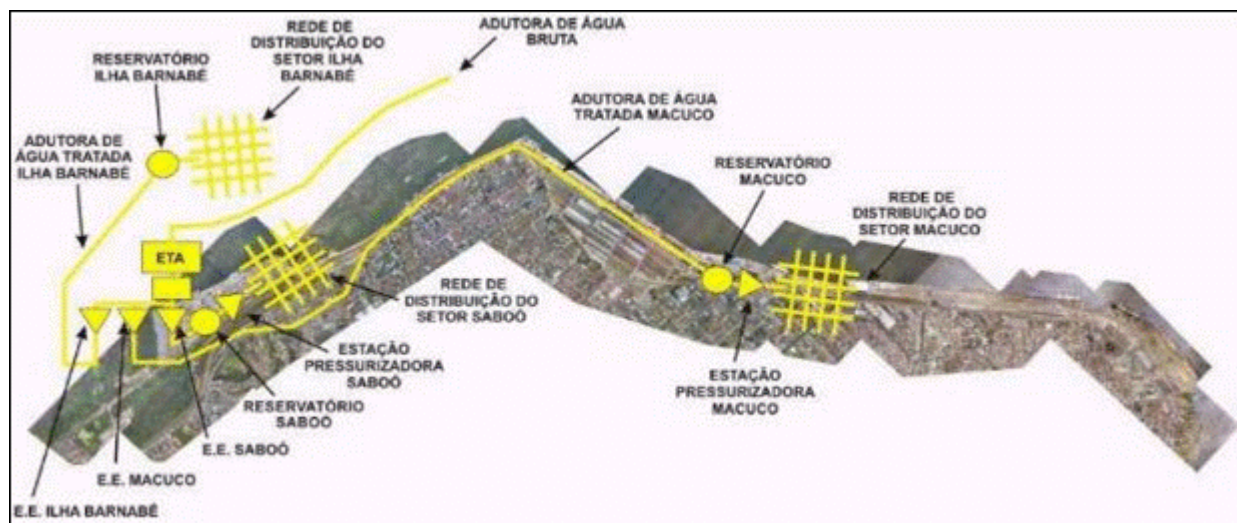 REDE DE
DISTRIBUIÇÃO DO
SETOR ILHA
BARNABÉ
ADUTORA DE ÁGUA
BRUTA
RESERVATÓRIO
ILHA BARNABÉ
ADUTORA DE
ÁGUA TRATADA
ILHA BARNABÉ
ADUTORA DE ÁGUA
TRATADA MACUCO
RESERVATÓRIO
MACUCO
REDE DE
DISTRIBUIÇÃO DO
SETOR MACUCO
ETA
REDE DE
DISTRIBUIÇÃO DO
SETOR SABOÓ
ESTAÇÃO
PRESSURIZADORA
SABOÓ
RESERVATÓRIO
SABOÓ
E.E. SABOÓ
E.E. MACUCO
E.E. ILHA BARNABÉ
ESTAÇÃO
PRESSURIZADORA
MACUCO